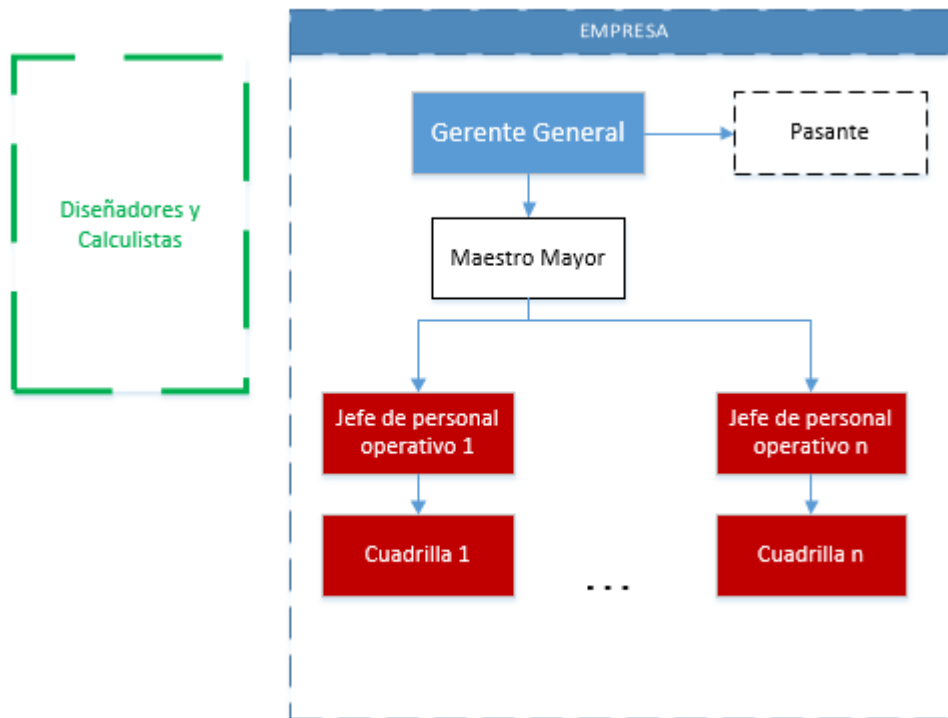 EMPRESA
Diseñadores y
Calculistas
Gerente General
Pasante
Maestro Mayor
Jefe de personal
operativo 1
Jefe de personal
operativo n
Cuadrilla 1
...
Cuadrilla n